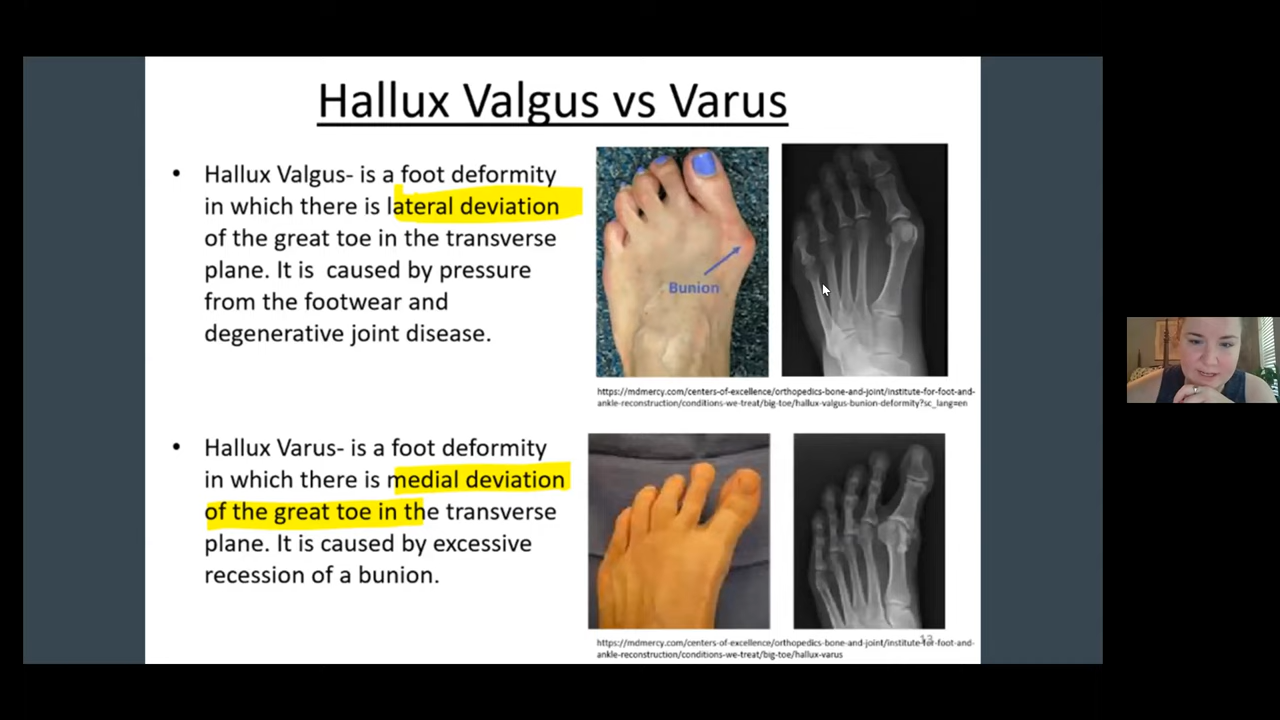 Hallux Valgus vs Varus
• Hallux Valgus- is a foot deformity
in which there is lateral deviation
of the great toe in the transverse
plane. It is caused by pressure
from the footwear and
degenerative joint disease.
Bunion
https://mdmercy.com/centers-of-excellence/orthopedics-bone-and-joint/institute-for-foot-and-
ankle-reconstruction/conditions-we-treat/big-toe/hallux-valgus-bunion-deformity?sc_lang=en
• Hallux Varus- is a foot deformity
in which there is medial deviation
of the great toe in the transverse
plane. It is caused by excessive
recession of a bunion.
https://mdmercy.com/centers-of-excellence/orthopedics-bone-and-joint/institute-for-foot-and-
ankle-reconstruction/conditions-we-treat/big-toe/hallux-varus
13